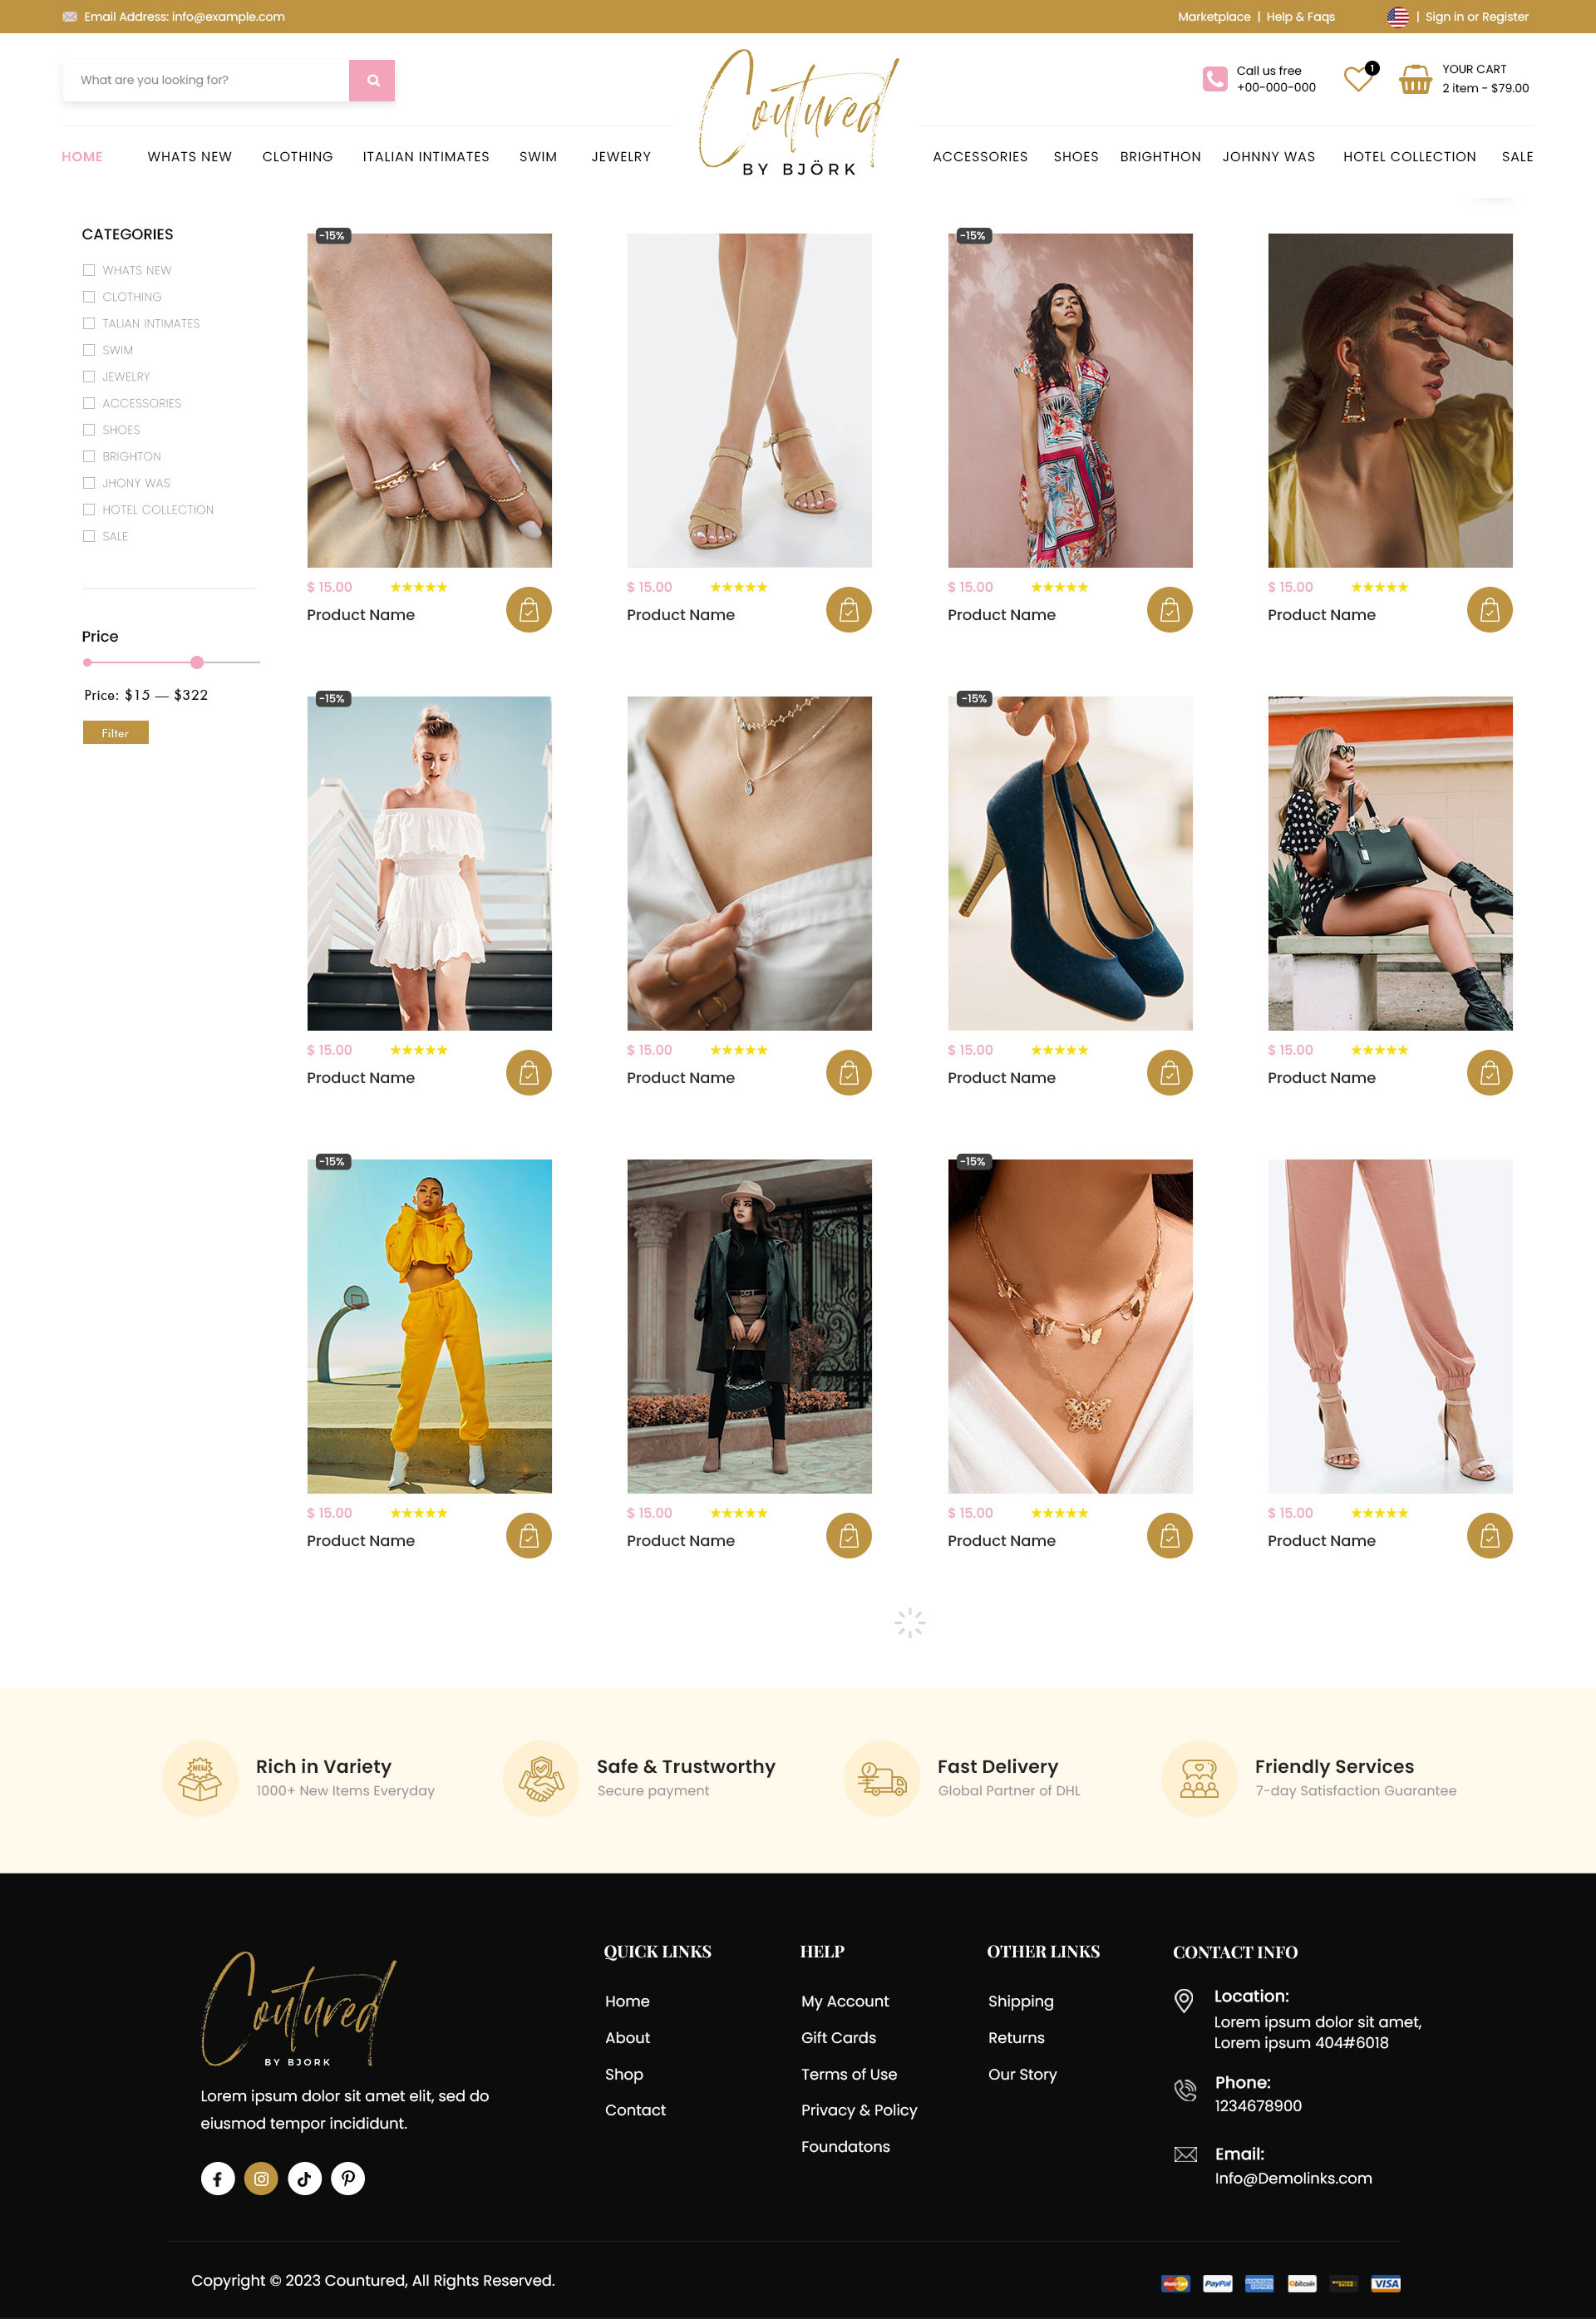 Email Address: info@example.com
Marketplace | Help & Faqs
| Sign in or Register
What are you looking for?
Coutured
BY BJÖRK
Call us free
+00-000-000
1
YOUR CART
2 item - $79.00
HOME WHATS NEW CLOTHING ITALIAN INTIMATES SWIM JEWELRY ACCESSORIES SHOES BRIGHTHON JOHNNY WAS HOTEL COLLECTION SALE
CATEGORIES
WHATS NEW
CLOTHING
TALIAN INTIMATES
SWIM
JEWELRY
ACCESSORIES
SHOES
BRIGHTON
JHONY WAS
HOTEL COLLECTION
SALE
Price
Price: $15 — $322
Filter
-15%
-15%
$ 15.00 $ 15.00 $ 15.00 $ 15.00
Product Name Product Name Product Name Product Name
-15%
-15%
$ 15.00 $ 15.00 $ 15.00 $ 15.00
Product Name Product Name Product Name Product Name
-15%
-15%
$ 15.00 $ 15.00 $ 15.00 $ 15.00
Product Name Product Name Product Name Product Name
NEW
Rich in Variety
1000+ New Items Everyday
Safe & Trustworthy
Secure payment
Fast Delivery
Global Partner of DHL
Friendly Services
7-day Satisfaction Guarantee
Coutured
BY BJORK
Lorem ipsum dolor sit amet elit, sed do
eiusmod tempor incididunt.
QUICK LINKS
Home
About
Shop
Contact
HELP
My Account
Gift Cards
Terms of Use
Privacy & Policy
Foundatons
OTHER LINKS
Shipping
Returns
Our Story
CONTACT INFO
Location:
Lorem ipsum dolor sit amet,
Lorem ipsum 404#6018
Phone:
1234678900
Email:
Info@Demolinks.com
Copyright © 2023 Countured, All Rights Reserved.
MasterCard PayPal AMERICAN EXPRESS bitcoin WESTERN UNION VISA